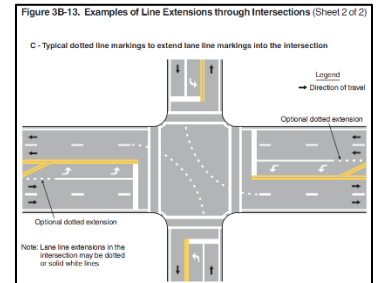 Figure 3B-13. Examples of Line Extensions through Intersections (Sheet 2 of 2)
C - Typical dotted line markings to extend lane line markings into the intersection
Legend
Direction of travel
Optional dotted extension
Optional dotted extension
Note: Lane line extensions in the
intersection may be dotted
or solid white lines